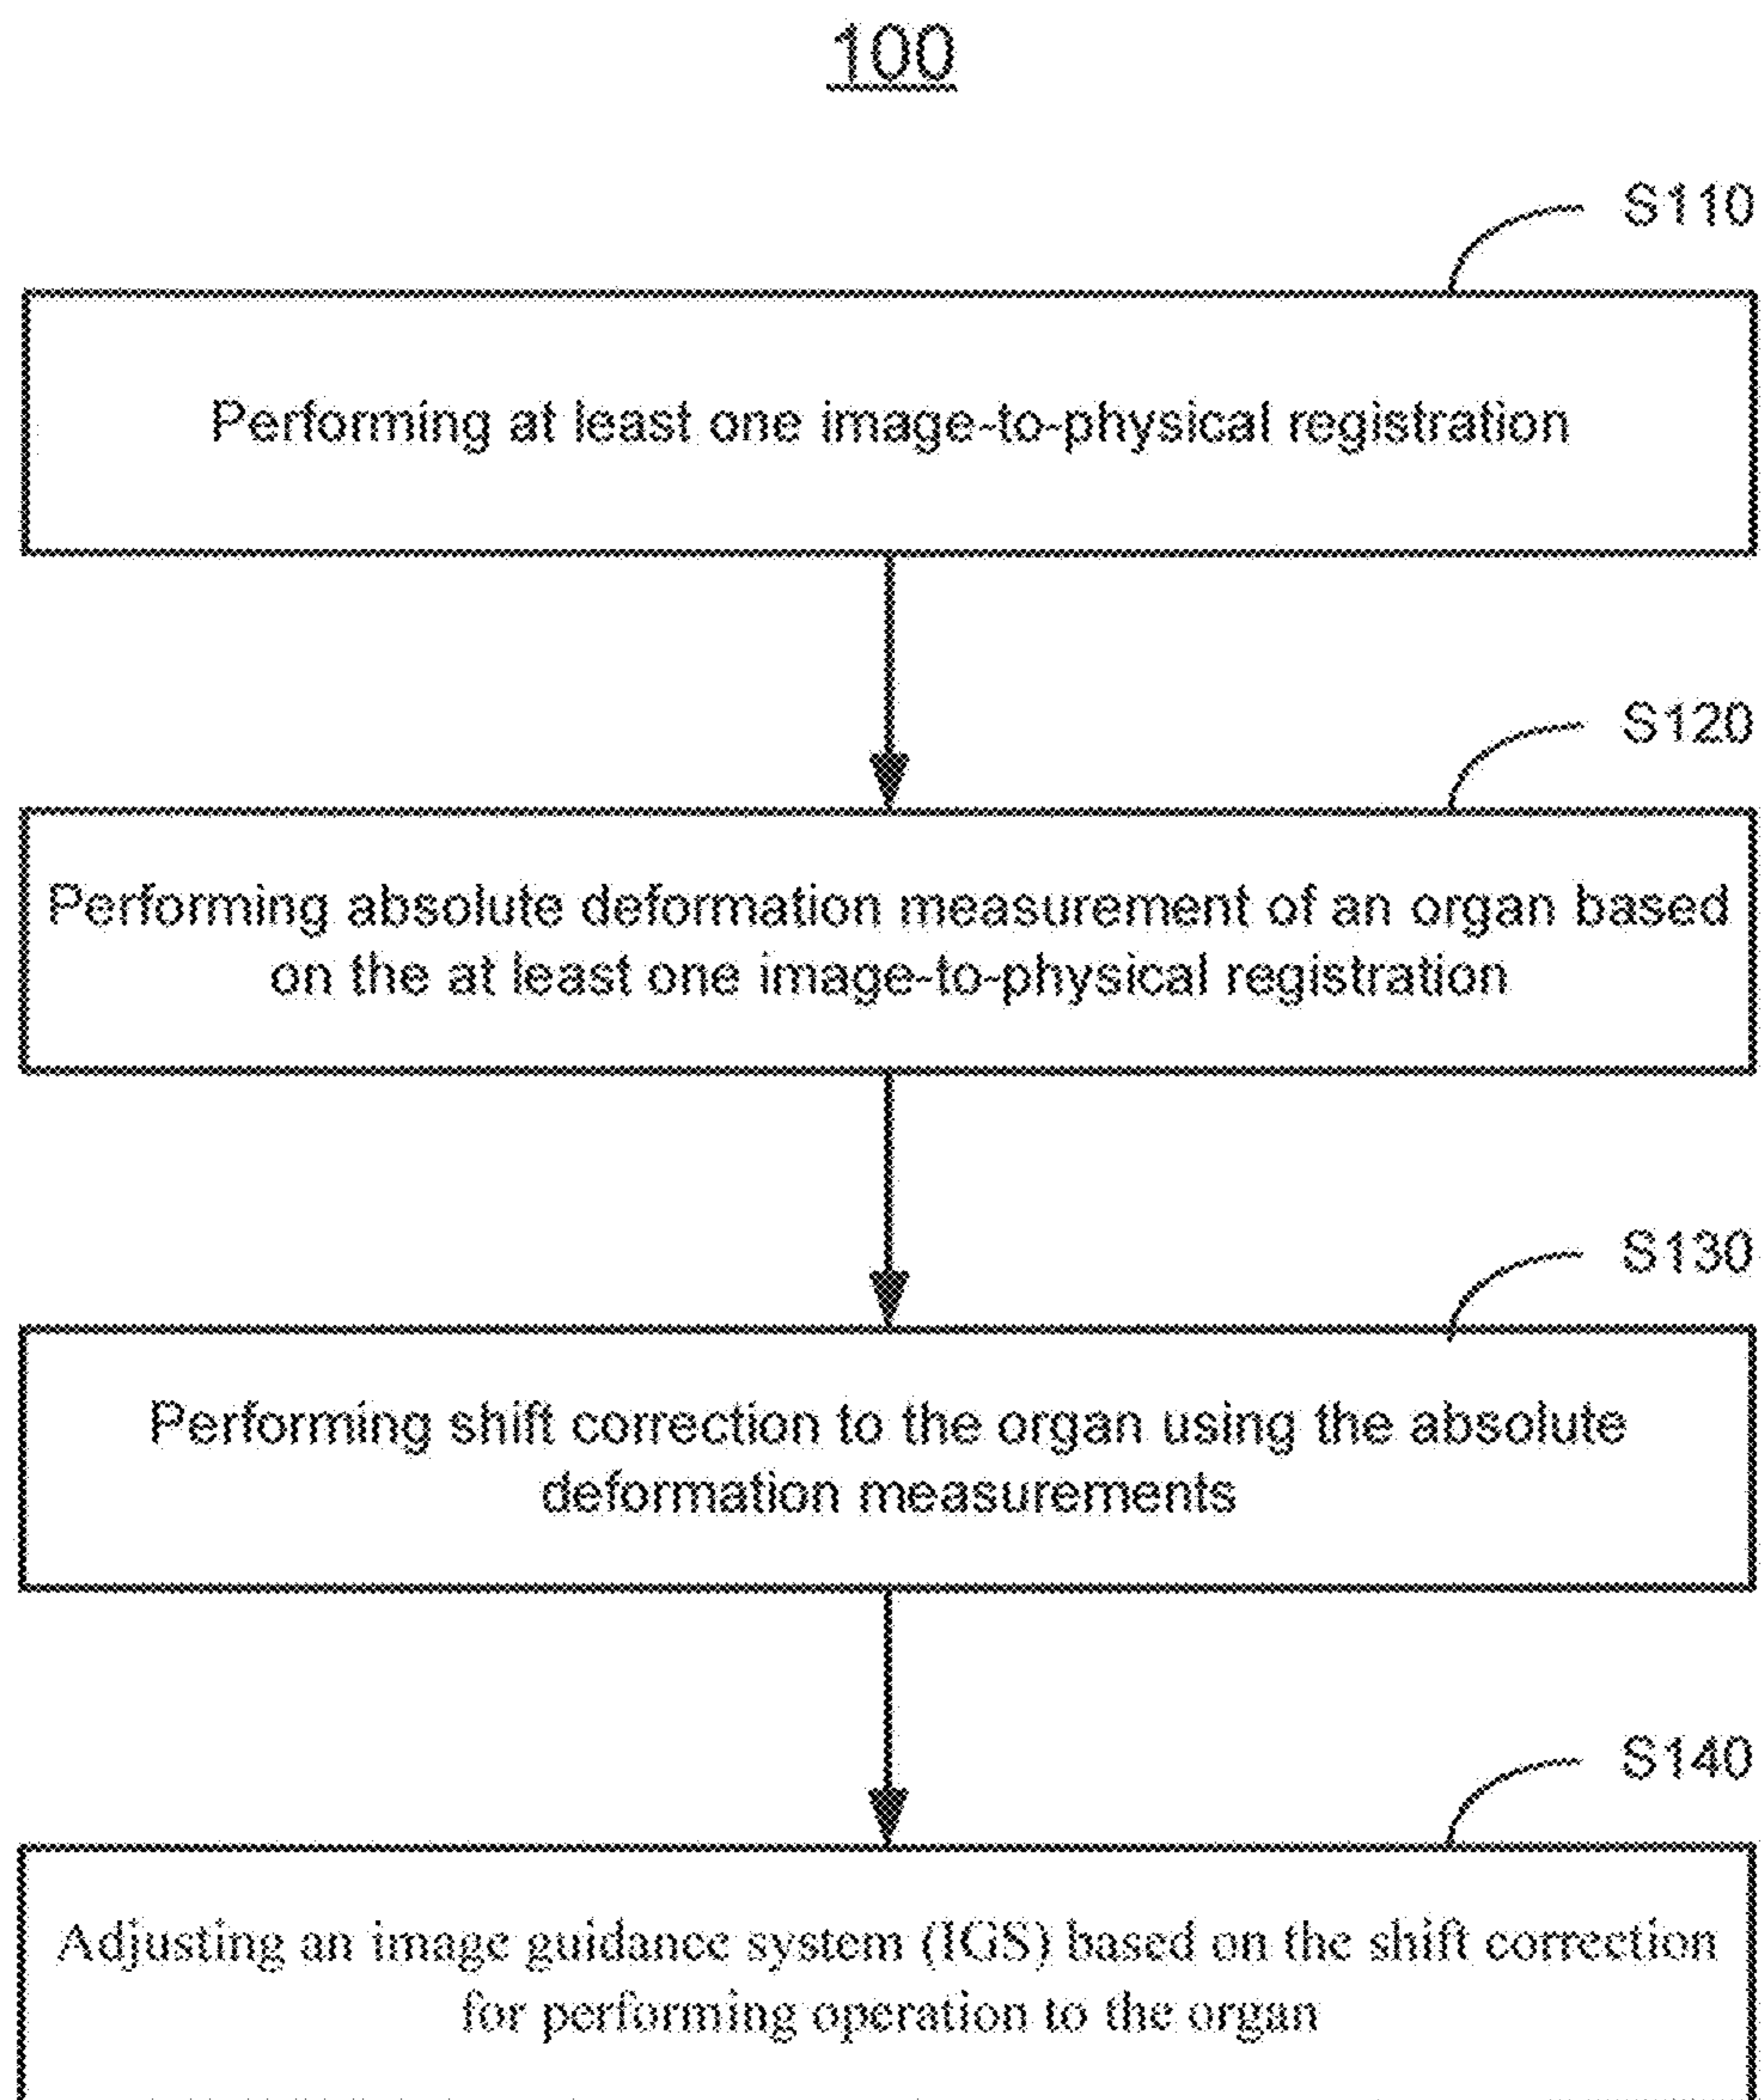 100
S110
Performing at least one image-to-physical registration
S120
Performing absolute deformation measurement of an organ based
on the at least one image-to-physical registration
S130
Performing shift correction to the organ using the absolute
deformation measurements
S140
Adjusting an image guidance system (IGS) based on the shift correction
for performing operation to the organ